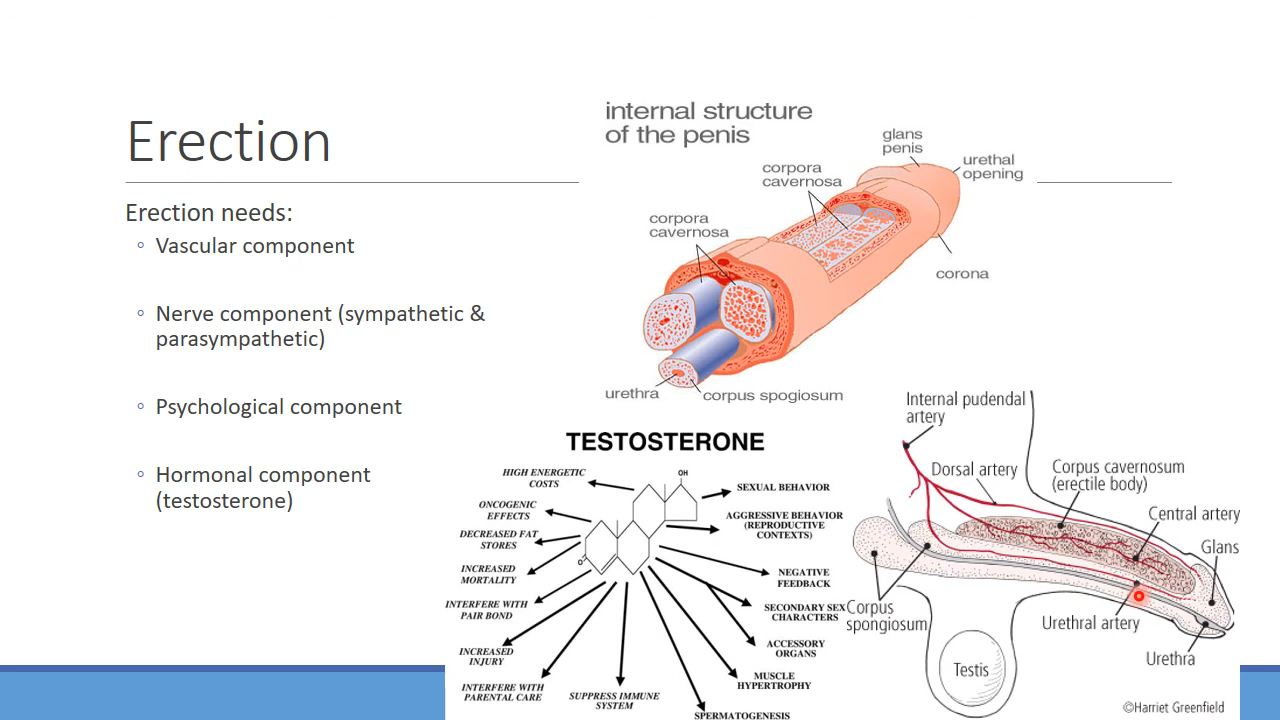 Erection
Erection needs:
◦ Vascular component
◦ Nerve component (sympathetic &
parasympathetic)
◦ Psychological component
◦ Hormonal component
(testosterone)
internal structure
of the penis
glans
penis
urethal
opening
corpora
cavernosa
corpora
cavernosa
corona
urethra
corpus spogiosum
TESTOSTERONE
OH
O
HIGH ENERGETIC
COSTS
ONCOGENIC
EFFECTS
DECREASED FAT
STORES
INCREASED
MORTALITY
INTERFERE WITH
PAIR BOND
INCREASED
INJURY
INTERFERE WITH
PARENTAL CARE
SUPPRESS IMMUNE
SYSTEM
SPERMATOGENESIS
MUSCLE
HYPERTROPHY
ACCESSORY
ORGANS
SECONDARY SEX
CHARACTERS
NEGATIVE
FEEDBACK
AGGRESSIVE BEHAVIOR
(REPRODUCTIVE
CONTEXTS)
SEXUAL BEHAVIOR
Internal pudendal
artery
Dorsal artery
Corpus cavernosum
(erectile body)
Central artery
Glans
Corpus
spongiosum
Urethral artery
Urethra
Testis
©Harriet Greenfield